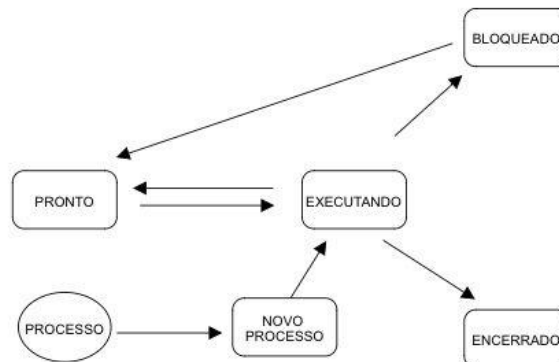 BLOQUEADO
PRONTO
EXECUTANDO
PROCESSO
NOVO
PROCESSO
ENCERRADO